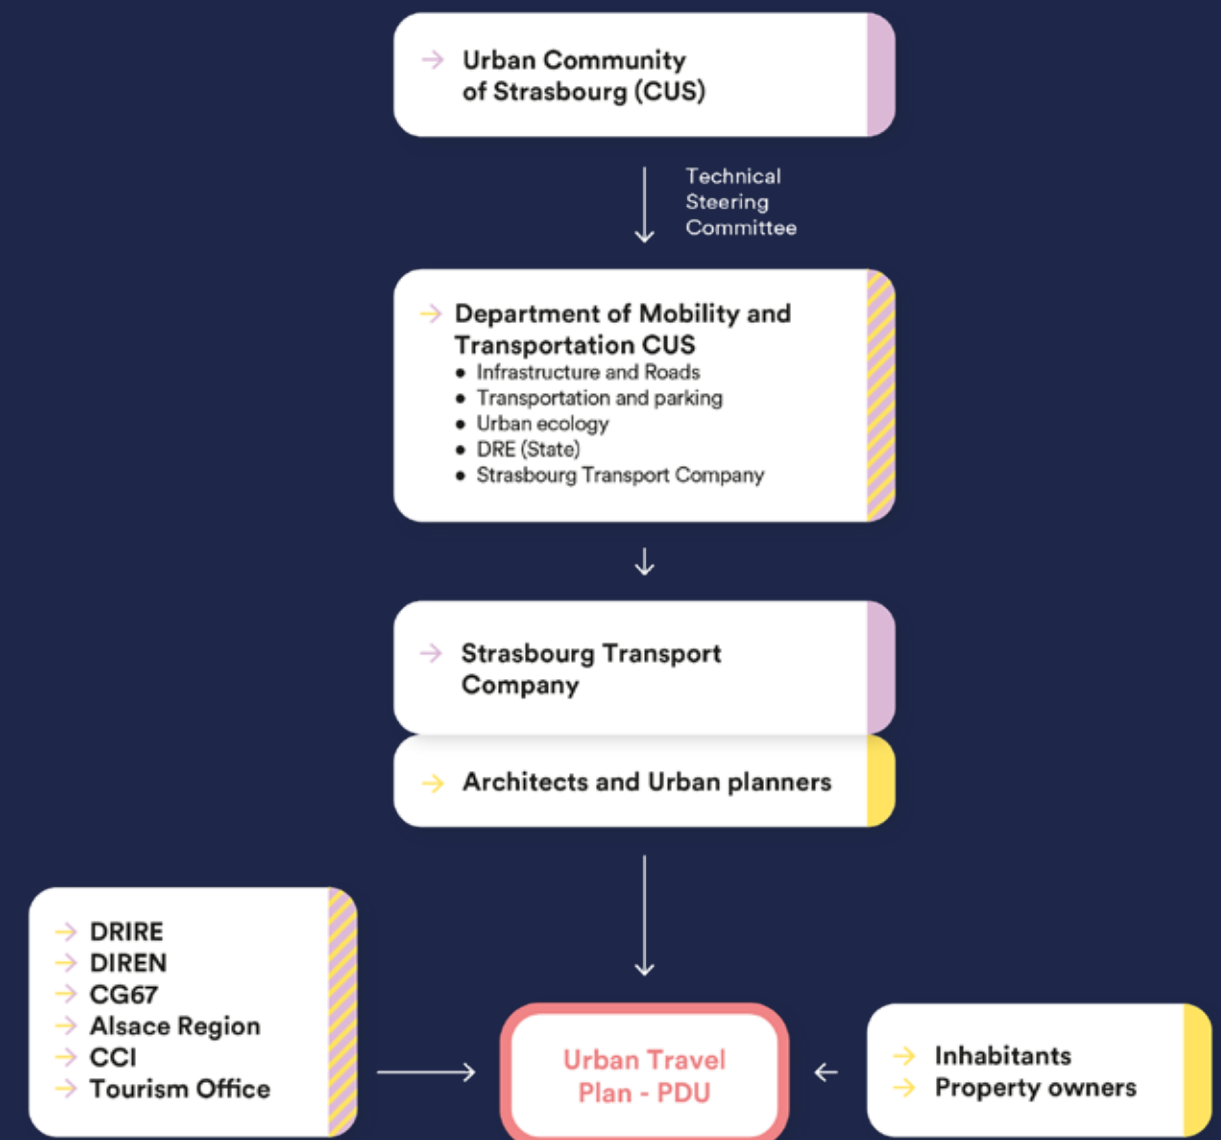 Urban Community
of Strasbourg (CUS)
Technical
Steering
Committee
Department of Mobility and
Transportation CUS
• Infrastructure and Roads
• Transportation and parking
• Urban ecology
• DRE (State)
• Strasbourg Transport Company
Strasbourg Transport
Company
Architects and Urban planners
DRIRE
DIREN
CG67
Alsace Region
CCI
Tourism Office
Urban Travel
Plan - PDU
Inhabitants
Property owners